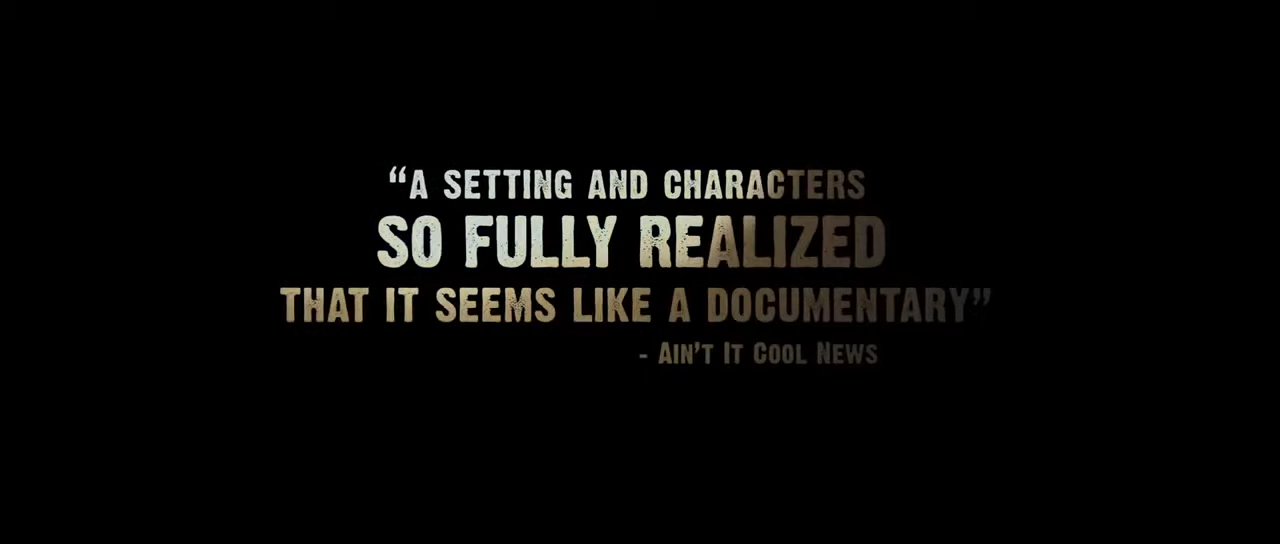 “A SETTING AND CHARACTERS
SO FULLY REALIZED
THAT IT SEEMS LIKE A DOCUMENTARY”
- AIN’T IT COOL NEWS